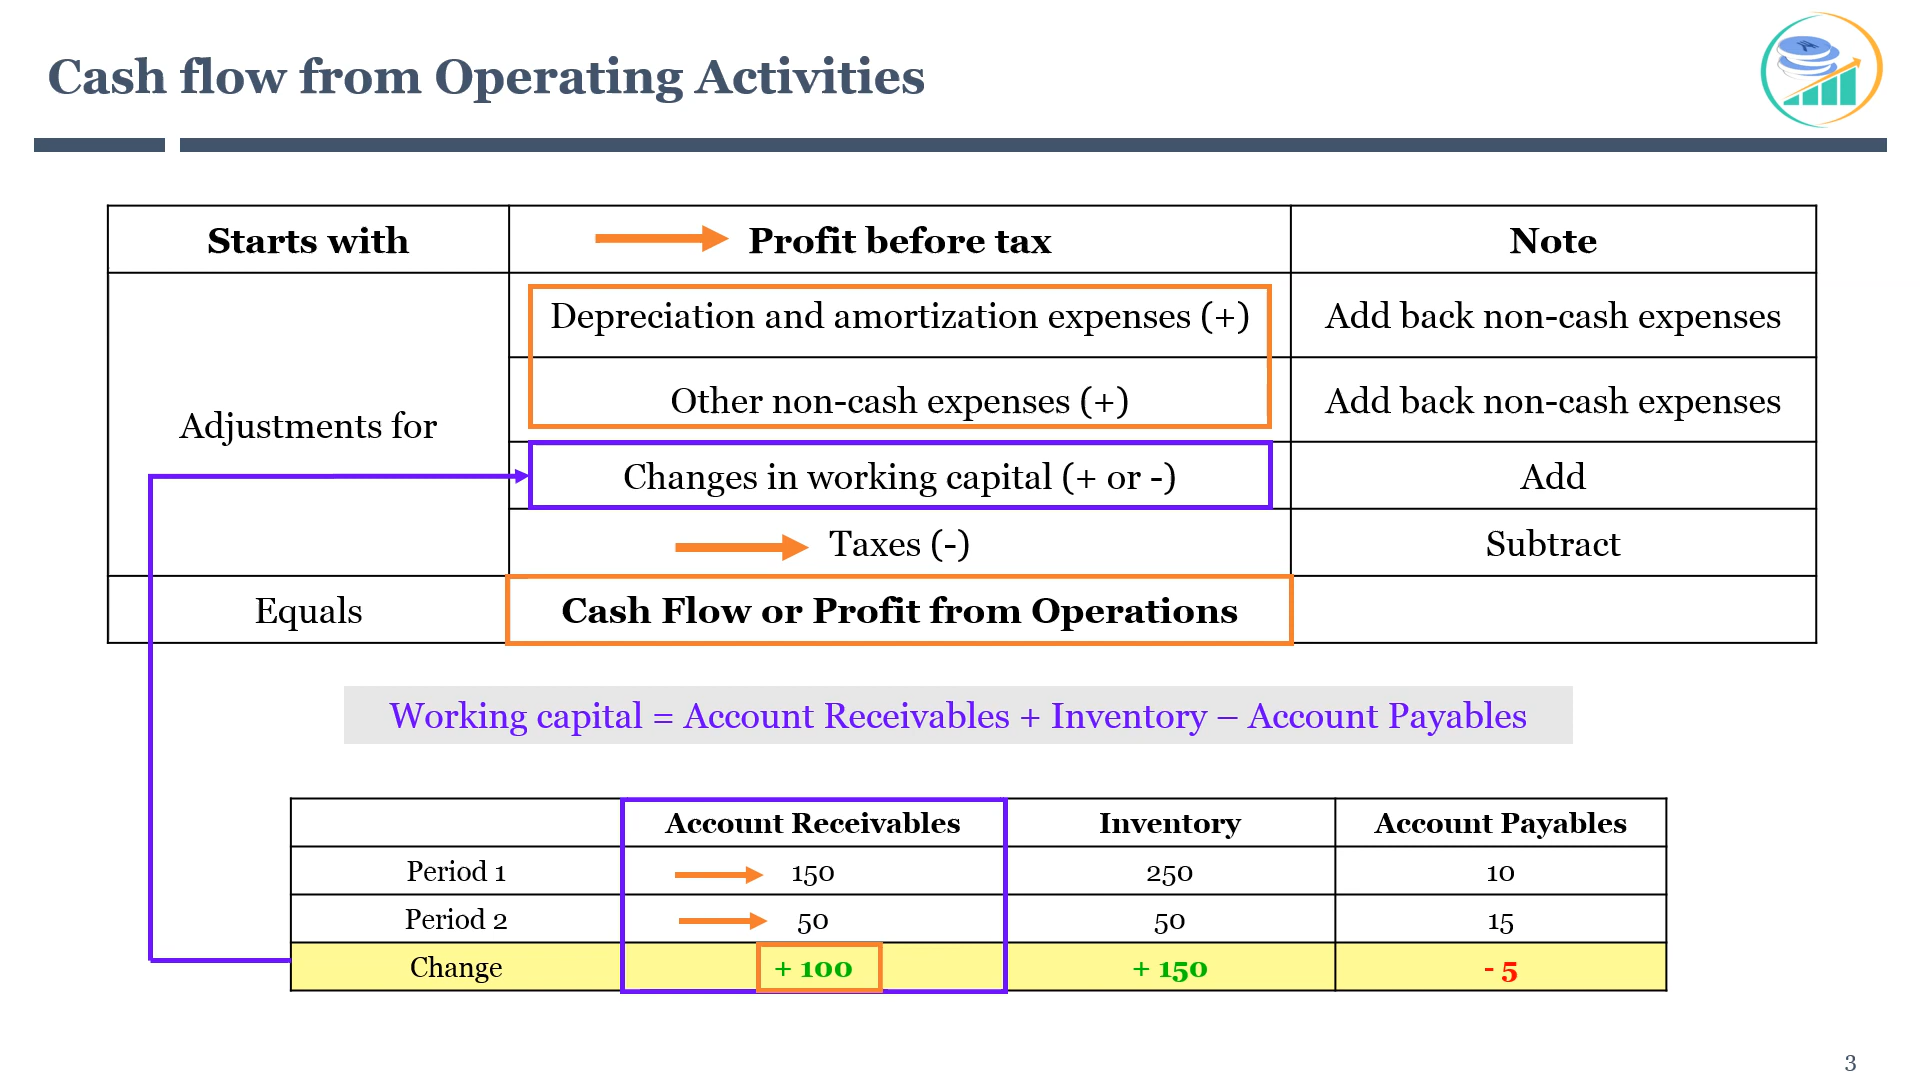 Cash flow from Operating Activities
Starts with Profit before tax Note
Depreciation and amortization expenses (+) Add back non-cash expenses
Other non-cash expenses (+) Add back non-cash expenses
Adjustments for
Changes in working capital (+ or -) Add
Taxes (-) Subtract
Equals Cash Flow or Profit from Operations
Working capital = Account Receivables + Inventory – Account Payables
Account Receivables Inventory Account Payables
Period 1 150 250 10
Period 2 50 50 15
Change + 100 + 150 - 5
3